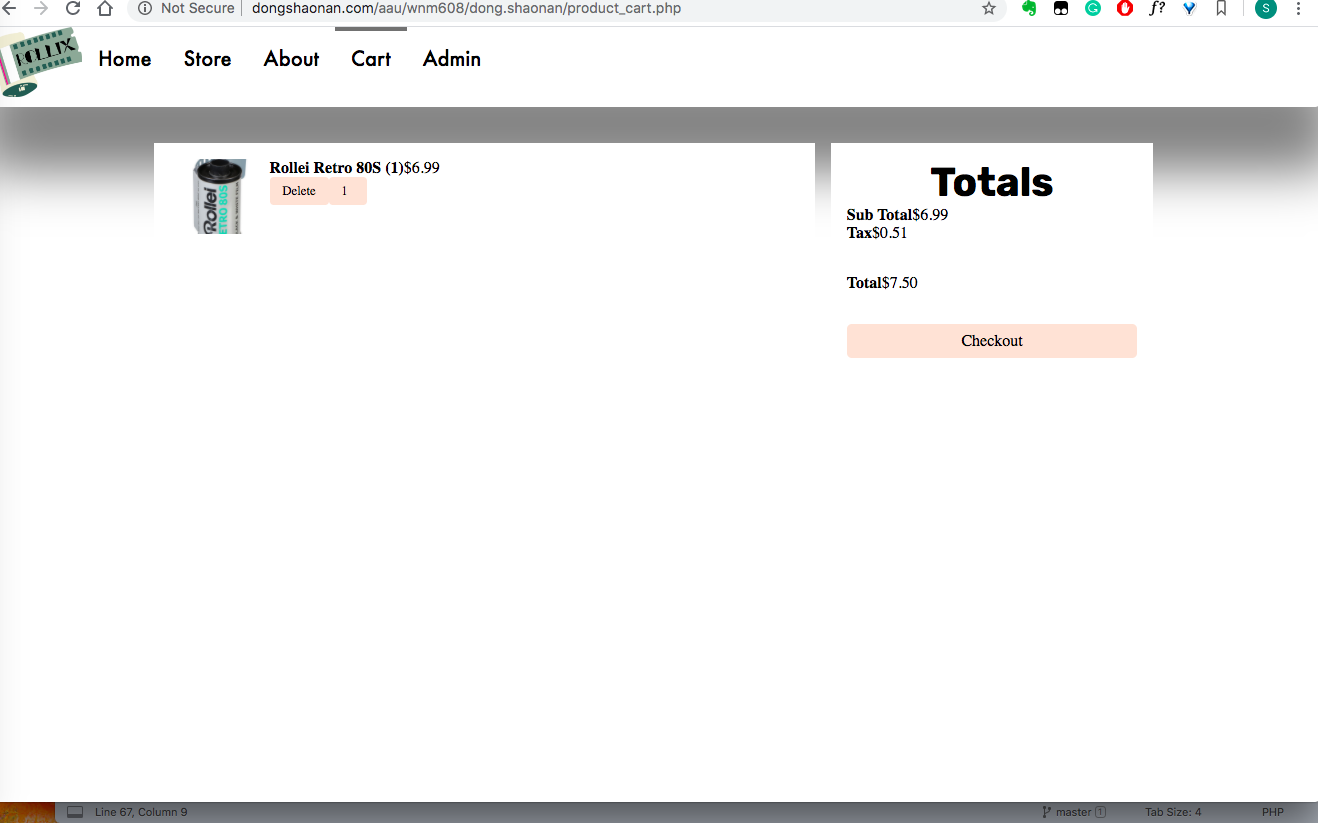 Not Secure dongshaonan.com/aau/wnm608/dong.shaonan/product_cart.php f? S
ROLLIX Home Store About Cart Admin
Rollei Retro 80S (1)$6.99
Delete 1
Rollei
RETRO 80S
Totals
Sub Total$6.99
Tax$0.51
Total$7.50
Checkout
Line 67, Column 9 master 1 Tab Size: 4 PHP